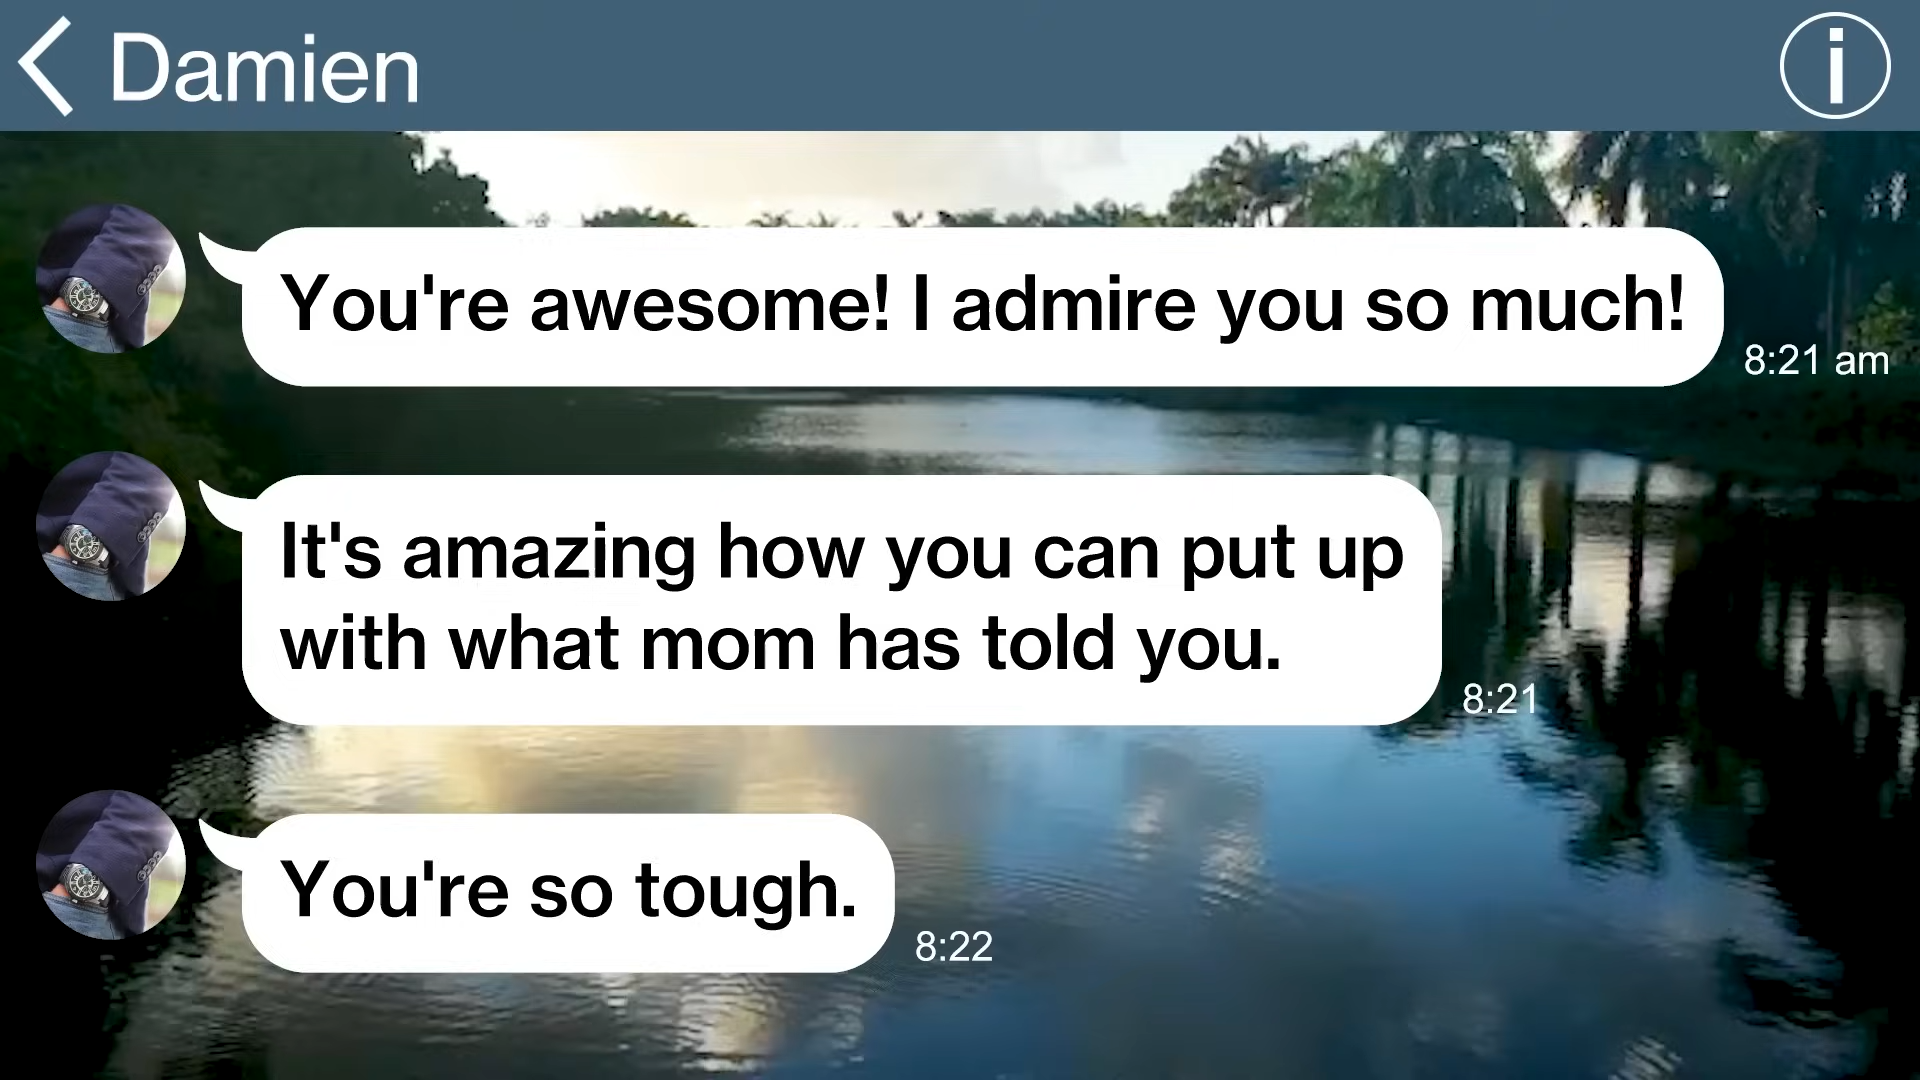 Damien
You're awesome! I admire you so much!
8:21 am
It's amazing how you can put up
with what mom has told you.
8:21
You're so tough.
8:22